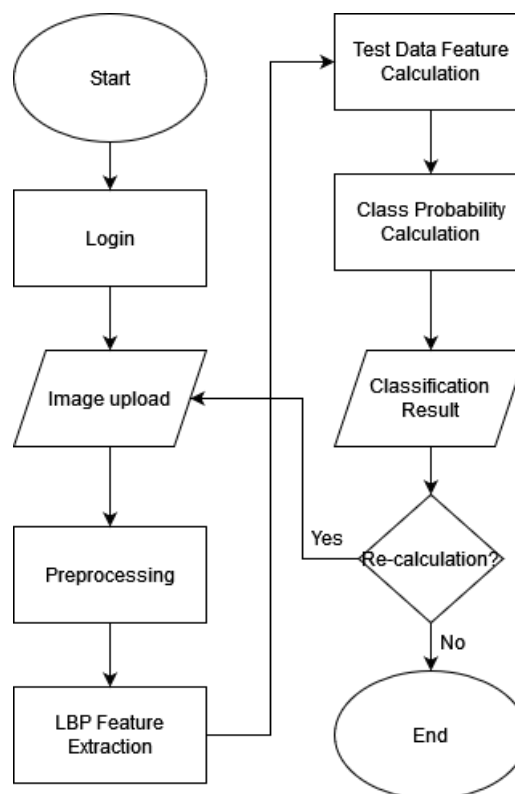 Start
Login
Image upload
Preprocessing
LBP Feature
Extraction
Test Data Feature
Calculation
Class Probability
Calculation
Classification
Result
Re-calculation?
Yes
No
End